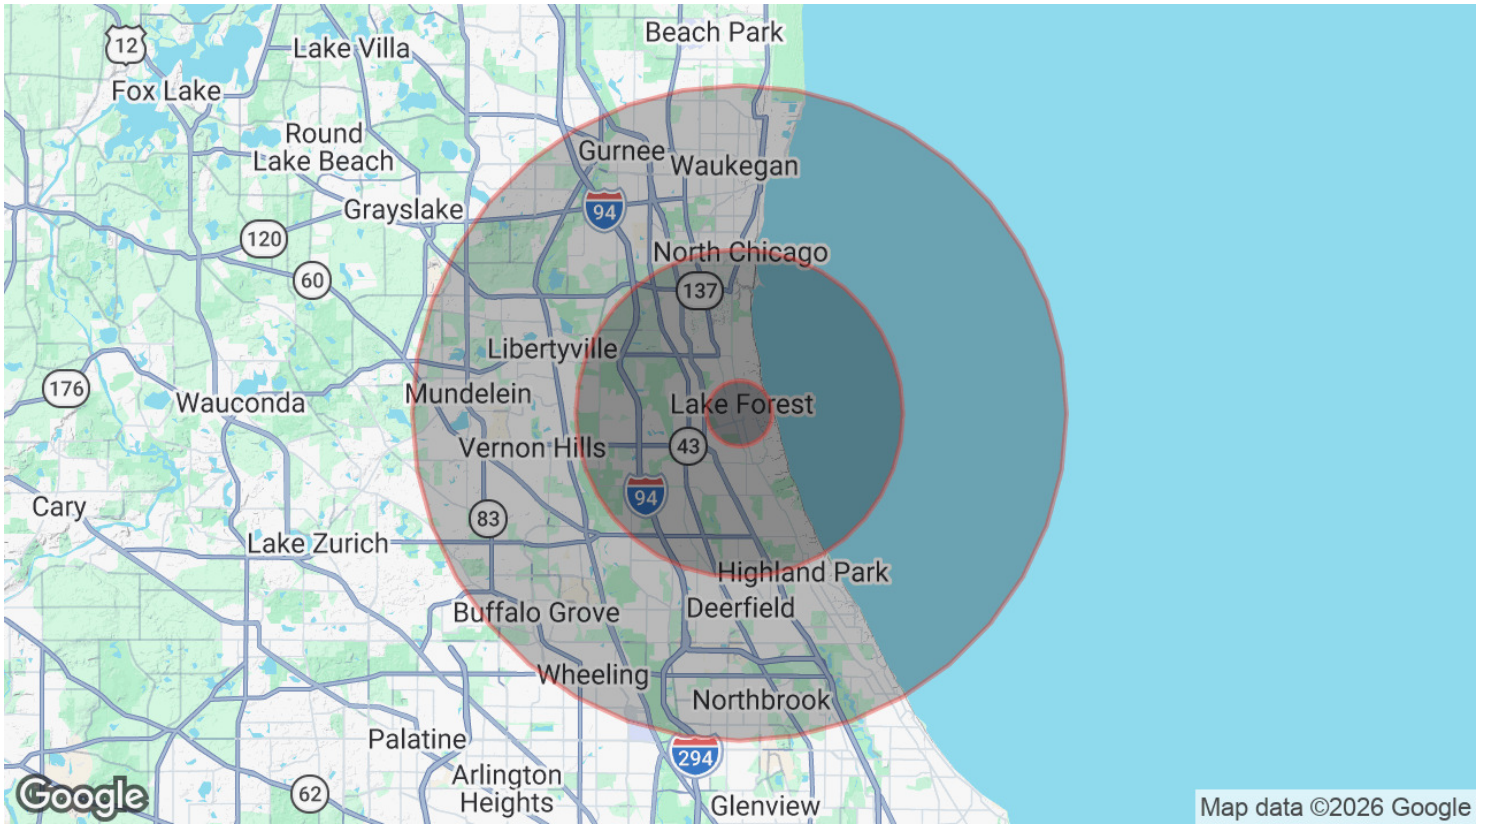 Beach Park
12
Lake Villa
Fox Lake
Round
Lake Beach
Gurnee
Waukegan
Grayslake
94
120
North Chicago
60
137
Libertyville
176
Mundelein
Wauconda
Lake Forest
Vernon Hills
43
94
Cary
83
Lake Zurich
Highland Park
Buffalo Grove
Deerfield
Wheeling
Northbrook
Palatine
294
Arlington
Heights
62
Glenview
Google
Map data ©2026 Google